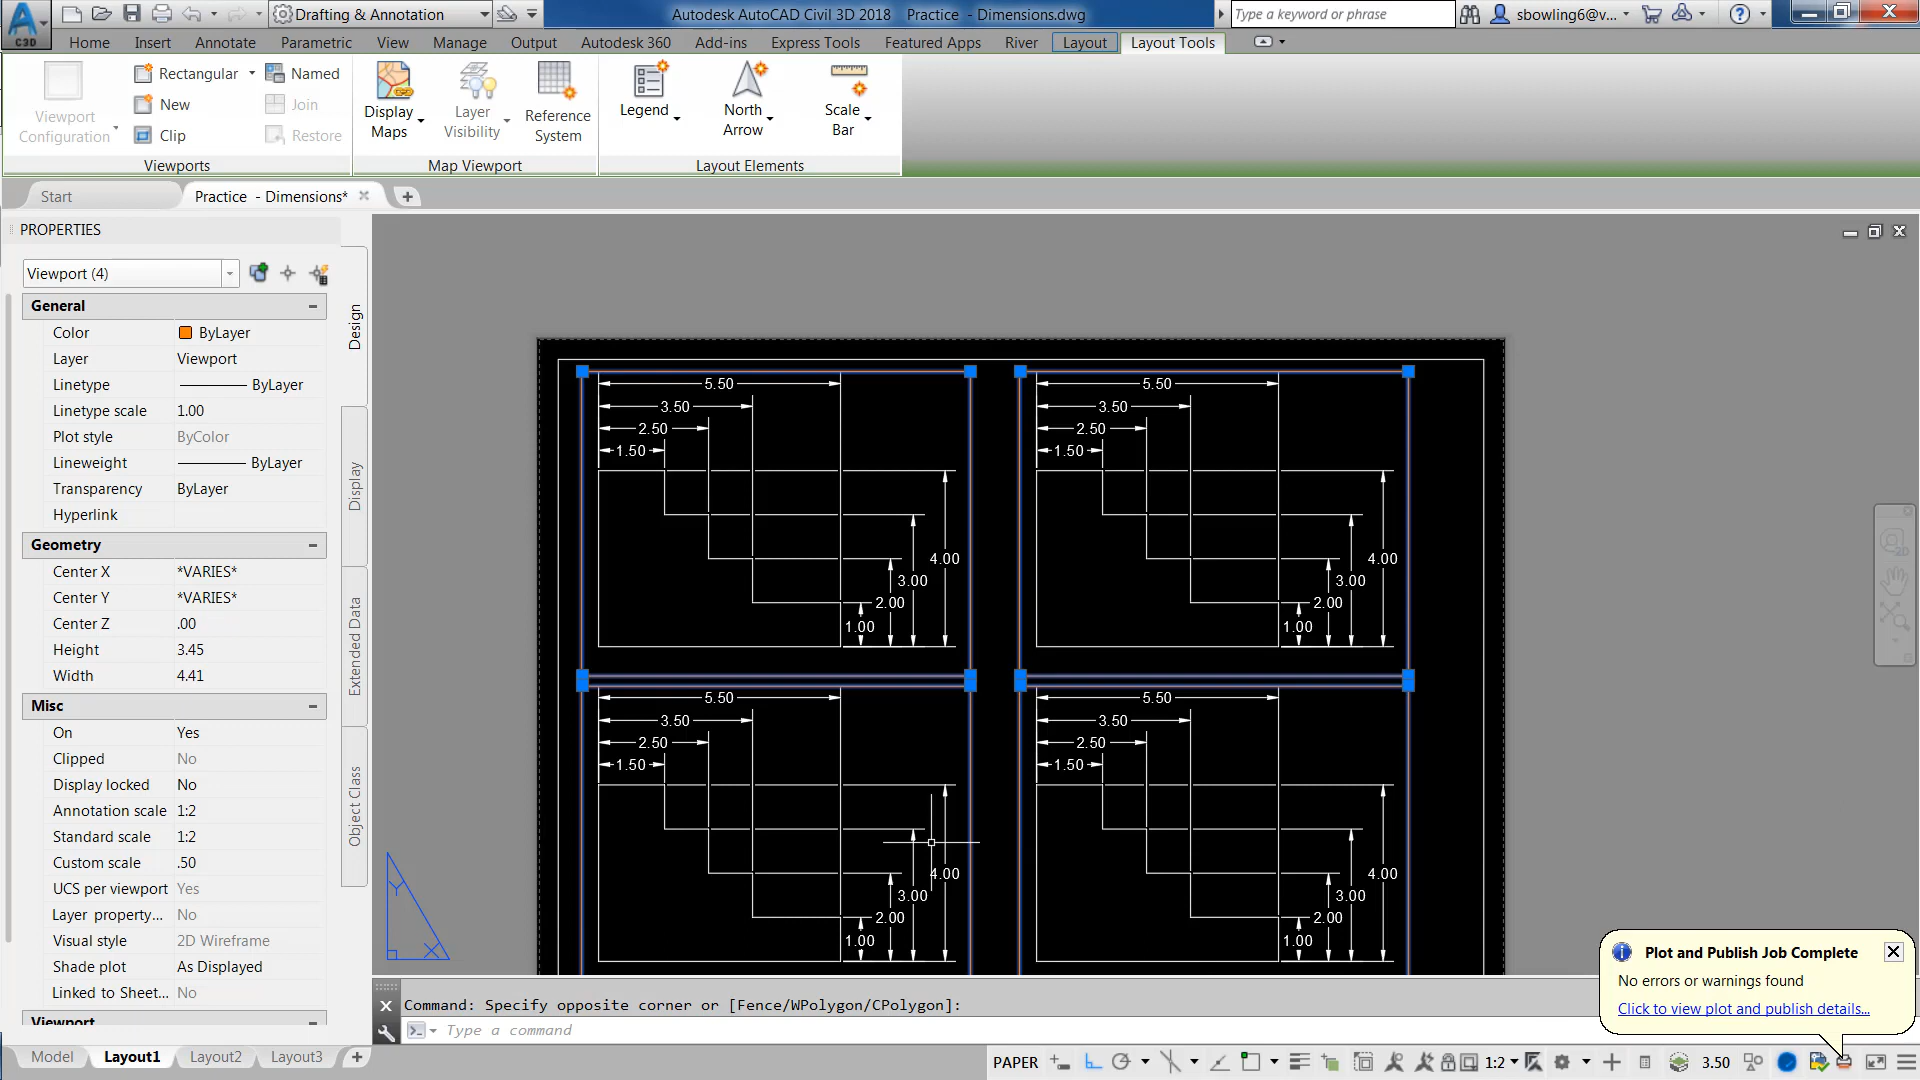 Drafting & Annotation
Autodesk AutoCAD Civil 3D 2018 Practice - Dimensions.dwg
Type a keyword or phrase
sbowling6@v...
C3D
Home Insert Annotate Parametric View Manage Output Autodesk 360 Add-ins Express Tools Featured Apps River Layout Layout Tools
Viewport Configuration
Rectangular
New
Clip
Named
Join
Restore
Display Maps
Layer Visibility
Reference System
Legend
North Arrow
Scale Bar
Viewports
Map Viewport
Layout Elements
Start
Practice - Dimensions*
PROPERTIES
Viewport (4)
General
Color ByLayer
Layer Viewport
Linetype ByLayer
Linetype scale 1.00
Plot style ByColor
Lineweight ByLayer
Transparency ByLayer
Hyperlink
Geometry
Center X *VARIES*
Center Y *VARIES*
Center Z .00
Height 3.45
Width 4.41
Misc
On Yes
Clipped No
Display locked No
Annotation scale 1:2
Standard scale 1:2
Custom scale .50
UCS per viewport Yes
Layer property... No
Visual style 2D Wireframe
Shade plot As Displayed
Linked to Sheet... No
Viewport
Design
Display
Extended Data
Object Class
5.50
3.50
2.50
1.50
4.00
3.00
2.00
1.00
5.50
3.50
2.50
1.50
4.00
3.00
2.00
1.00
5.50
3.50
2.50
1.50
4.00
3.00
2.00
1.00
5.50
3.50
2.50
1.50
4.00
3.00
2.00
1.00
Y
X
2D
Plot and Publish Job Complete
No errors or warnings found
Click to view plot and publish details...
Command: Specify opposite corner or [Fence/WPolygon/CPolygon]:
Type a command
Model Layout1 Layout2 Layout3
PAPER
1:2
3.50